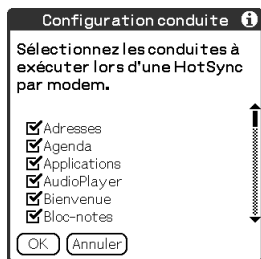 Configuration conduite
Sélectionnez les conduites à
exécuter lors d'une HotSync
par modem.
Adresses
Agenda
Applications
AudioPlayer
Bienvenue
Bloc-notes
OK Annuler